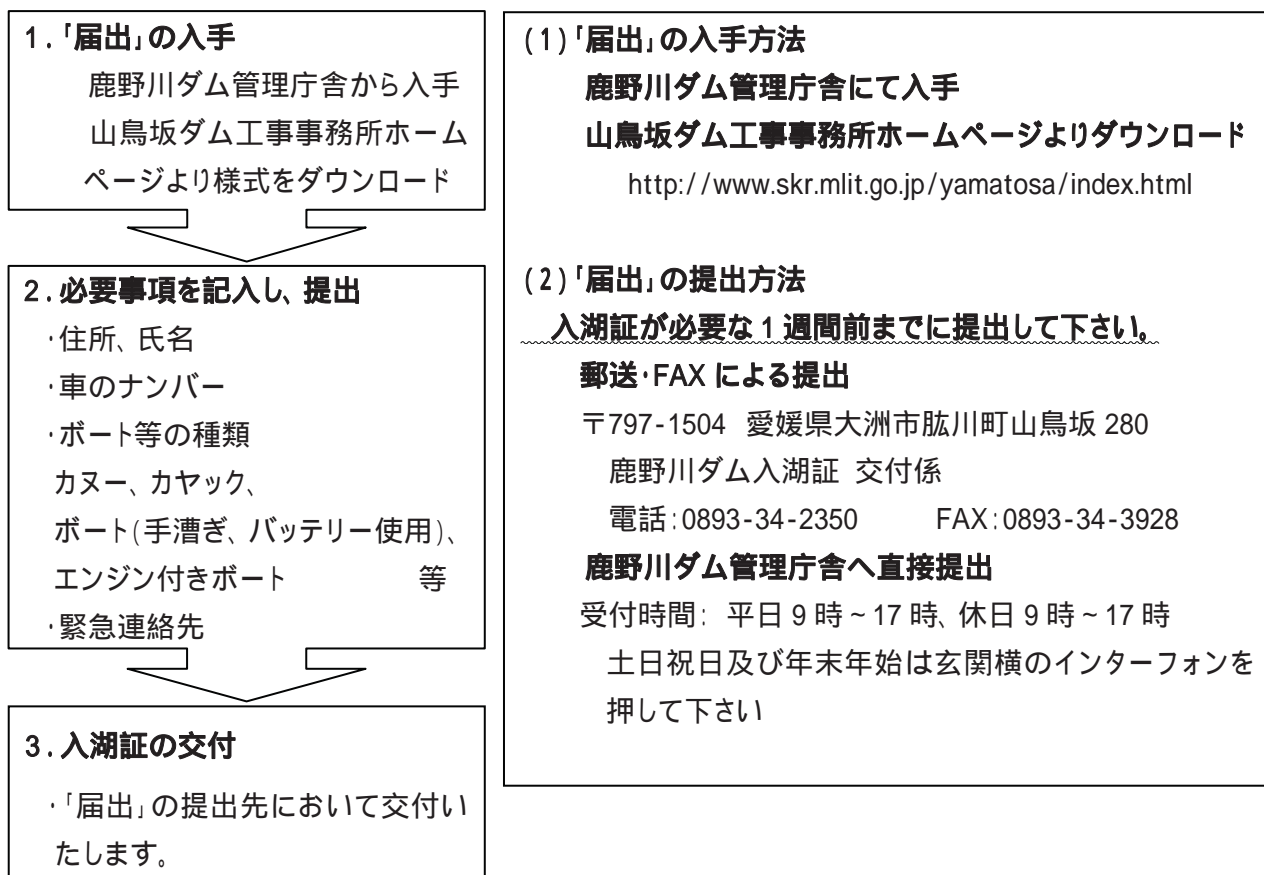 1.「届出」の入手
鹿野川ダム管理庁舎から入手
山鳥坂ダム工事事務所ホーム
ページより様式をダウンロード
2.必要事項を記入し、提出
・住所、氏名
・車のナンバー
・ボート等の種類
カヌー、カヤック、
ボート(手漕ぎ、バッテリー使用)、
エンジン付きボート 等
・緊急連絡先
3.入湖証の交付
・「届出」の提出先において交付い
たします。
(1)「届出」の入手方法
鹿野川ダム管理庁舎にて入手
山鳥坂ダム工事事務所ホームページよりダウンロード
http://www.skr.mlit.go.jp/yamatosa/index.html
(2)「届出」の提出方法
入湖証が必要な1週間前までに提出して下さい。
郵送・FAXによる提出
〒797-1504 愛媛県大洲市肱川町山鳥坂280
鹿野川ダム入湖証 交付係
電話:0893-34-2350 FAX:0893-34-3928
鹿野川ダム管理庁舎へ直接提出
受付時間: 平日9時~17時、休日9時~17時
土日祝日及び年末年始は玄関横のインターフォンを
押して下さい